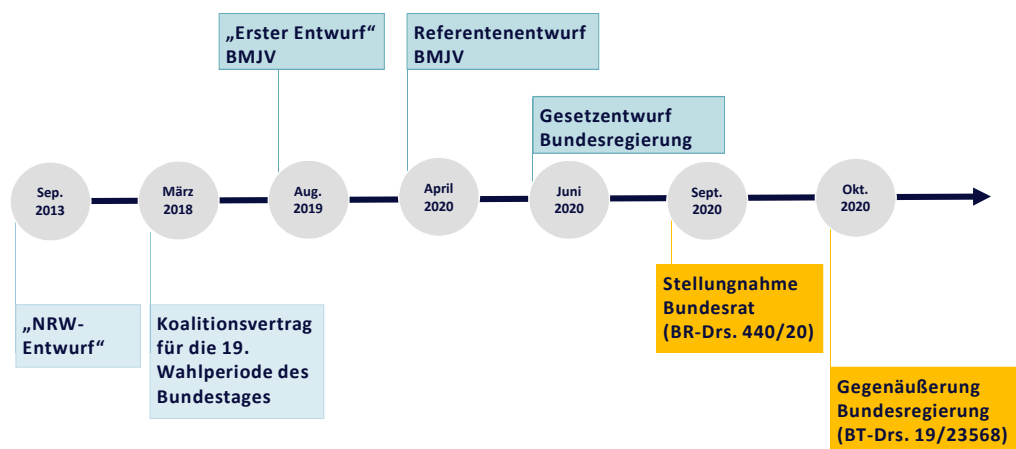 „Erster Entwurf“
BMJV
Referentenentwurf
BMJV
Gesetzentwurf
Bundesregierung
Sep.
2013
März
2018
Aug.
2019
April
2020
Juni
2020
Sept.
2020
Okt.
2020
„NRW-
Entwurf“
Koalitionsvertrag
für die 19.
Wahlperiode des
Bundestages
Stellungnahme
Bundesrat
(BR-Drs. 440/20)
Gegenäußerung
Bundesregierung
(BT-Drs. 19/23568)